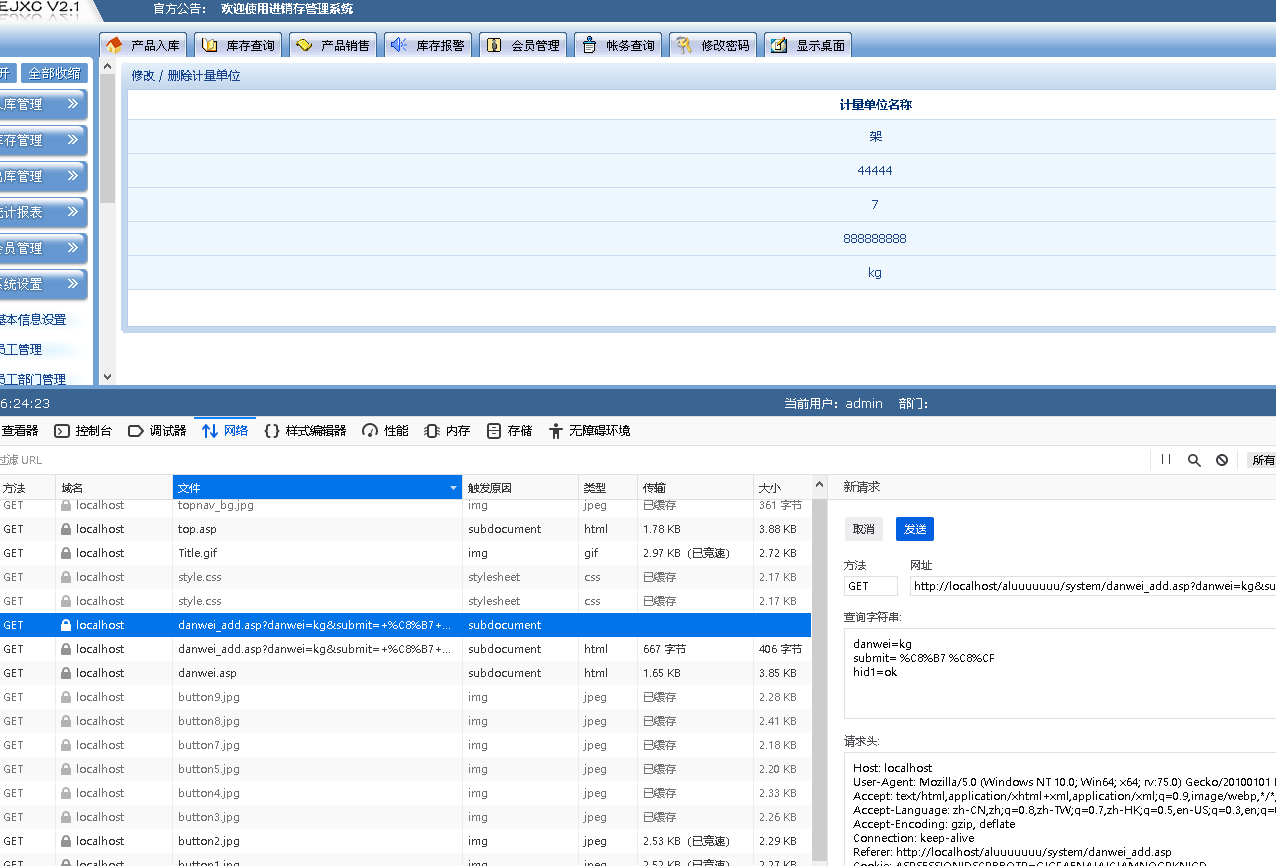 EJXC V2.1
官方公告： 欢迎使用进销存管理系统
产品入库 库存查询 产品销售 库存报警 会员管理 帐务查询 修改密码 显示桌面
开 全部收缩
修改 / 删除计量单位
库管理
计量单位名称
存管理
架
库管理
44444
计报表
7
员管理
888888888
统设置
kg
基本信息设置
员工管理
员工部门管理
6:24:23 当前用户：admin 部门：
查看器 控制台 调试器 网络 {} 样式编辑器 性能 内存 存储 无障碍环境
过滤 URL
所有
方法 域名 文件 触发原因 类型 传输 大小
新请求
GET localhost topnav_bg.jpg img jpeg 已缓存 361 字节
GET localhost top.asp subdocument html 1.78 KB 3.88 KB
GET localhost Title.gif img gif 2.97 KB（已竞速） 2.72 KB
GET localhost style.css stylesheet css 已缓存 2.17 KB
GET localhost style.css stylesheet css 已缓存 2.17 KB
GET localhost danwei_add.asp?danwei=kg&submit=+%C8%B7+... subdocument
GET localhost danwei_add.asp?danwei=kg&submit=+%C8%B7+... subdocument html 667 字节 406 字节
GET localhost danwei.asp subdocument html 1.65 KB 3.85 KB
GET localhost button9.jpg img jpeg 已缓存 2.28 KB
GET localhost button8.jpg img jpeg 已缓存 2.41 KB
GET localhost button7.jpg img jpeg 已缓存 2.18 KB
GET localhost button5.jpg img jpeg 已缓存 2.20 KB
GET localhost button4.jpg img jpeg 已缓存 2.33 KB
GET localhost button3.jpg img jpeg 已缓存 2.26 KB
GET localhost button2.jpg img jpeg 2.53 KB（已竞速） 2.29 KB
GET localhost button1.jpg img jpeg 2.52 KB（已竞速） 2.27 KB
取消 发送
方法 网址
GET http://localhost/aluuuuuuu/system/danwei_add.asp?danwei=kg&su
查询字符串:
danwei=kg
submit= %C8%B7 %C8%CF
hid1=ok
请求头:
Host: localhost
User-Agent: Mozilla/5.0 (Windows NT 10.0; Win64; x64; rv:75.0) Gecko/20100101
Accept: text/html,application/xhtml+xml,application/xml;q=0.9,image/webp,*/*
Accept-Language: zh-CN,zh;q=0.8,zh-TW;q=0.7,zh-HK;q=0.5,en-US;q=0.3,en;q=
Accept-Encoding: gzip, deflate
Connection: keep-alive
Referer: http://localhost/aluuuuuuu/system/danwei_add.asp